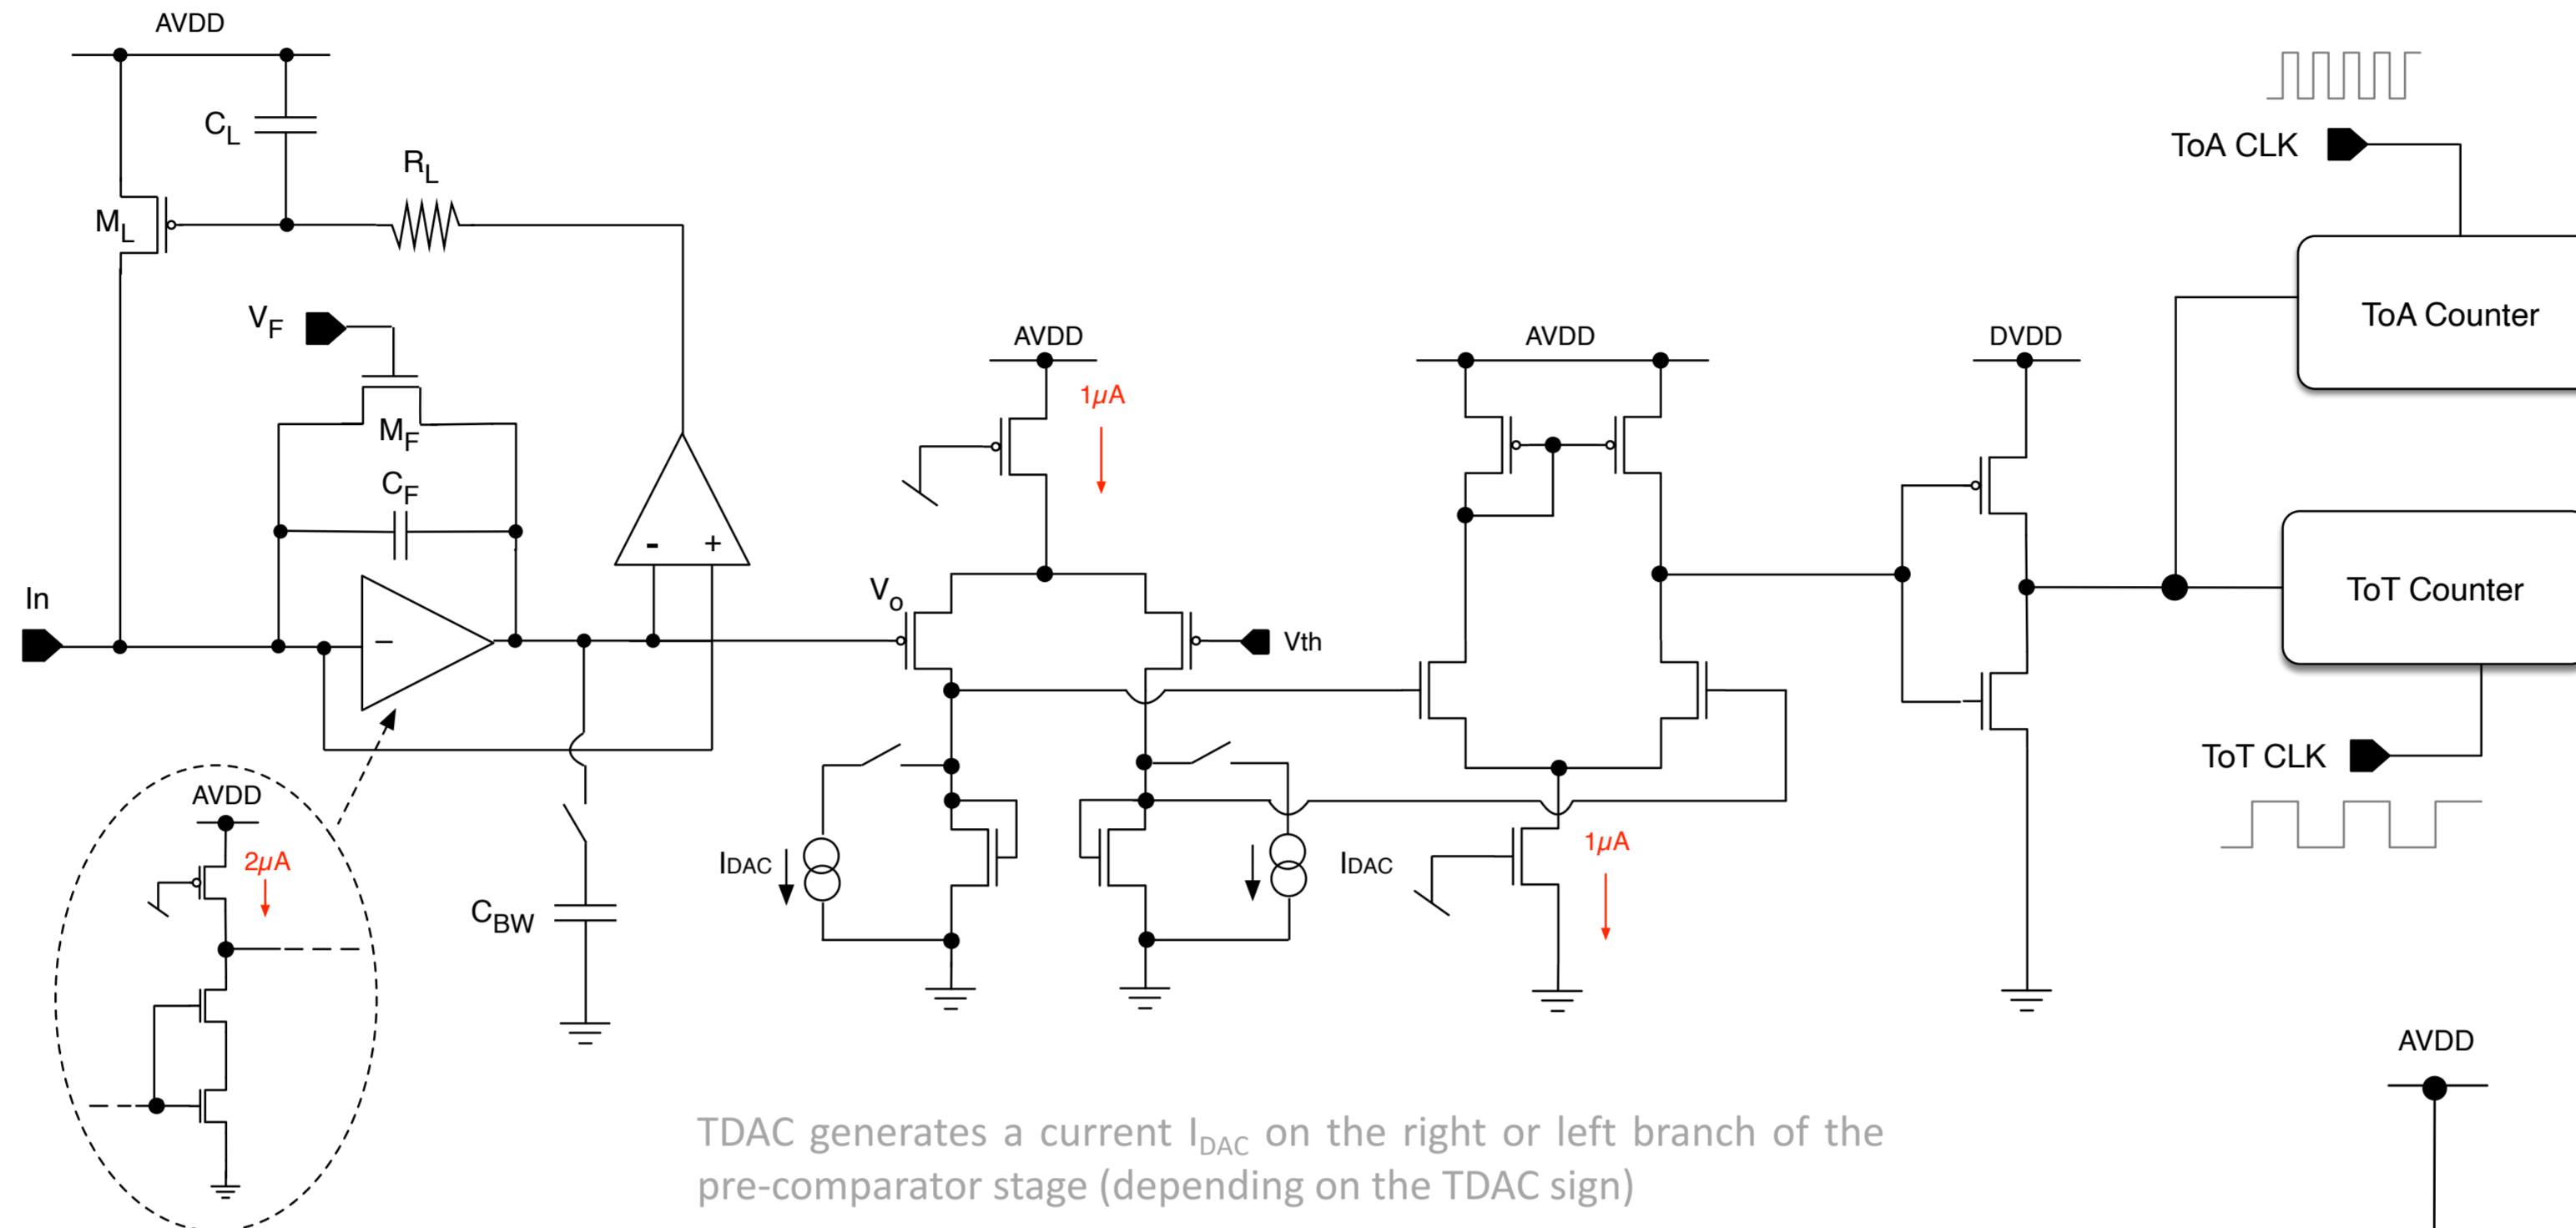 AVDD
C_L
R_L
M_L
V_F
M_F
C_F
In
−
- +
AVDD
2µA
C_BW
AVDD
1µA
V_o
Vth
I_DAC
I_DAC
AVDD
1µA
DVDD
ToA CLK
ToA Counter
ToT Counter
ToT CLK
AVDD
TDAC generates a current I_DAC on the right or left branch of the
pre-comparator stage (depending on the TDAC sign)